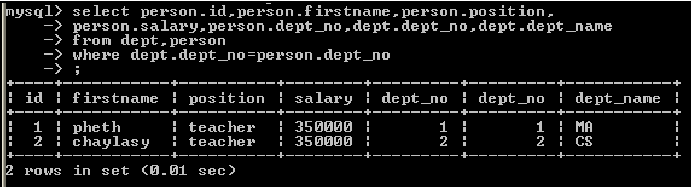 mysql> select person.id,person.firstname,person.position,
    -> person.salary,person.dept_no,dept.dept_no,dept.dept_name
    -> from dept,person
    -> where dept.dept_no=person.dept_no
    -> ;
+----+-----------+----------+--------+---------+---------+-----------+
| id | firstname | position | salary | dept_no | dept_no | dept_name |
+----+-----------+----------+--------+---------+---------+-----------+
|  1 | pheth     | teacher  | 350000 |       1 |       1 | MA        |
|  2 | chaylasy  | teacher  | 350000 |       2 |       2 | CS        |
+----+-----------+----------+--------+---------+---------+-----------+
2 rows in set (0.01 sec)